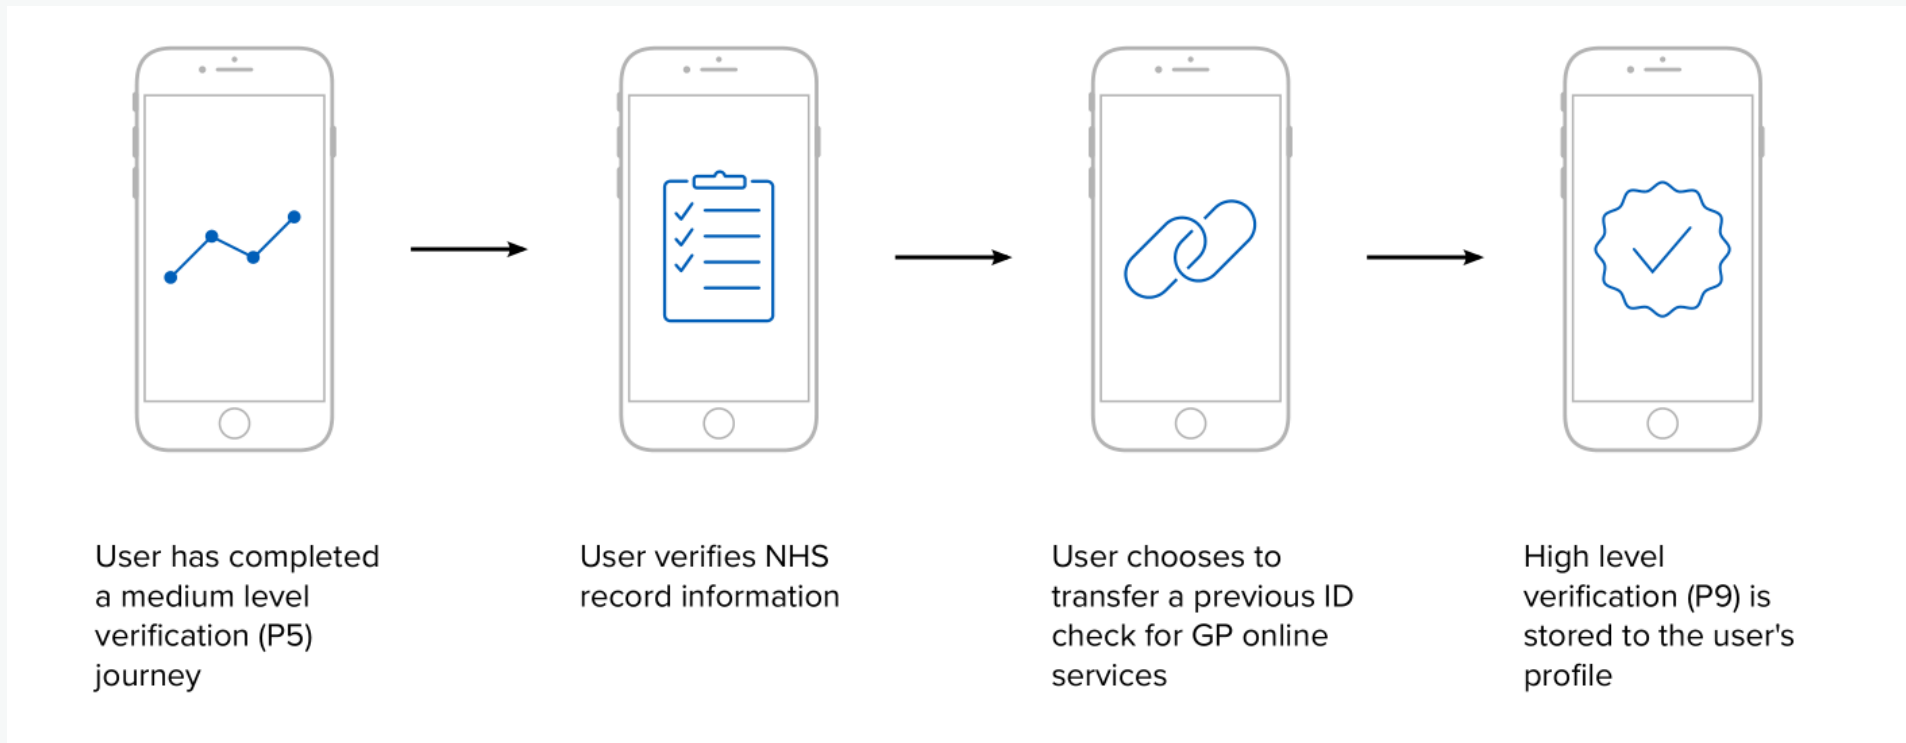 User has completed
a medium level
verification (P5)
journey
User verifies NHS
record information
User chooses to
transfer a previous ID
check for GP online
services
High level
verification (P9) is
stored to the user's
profile